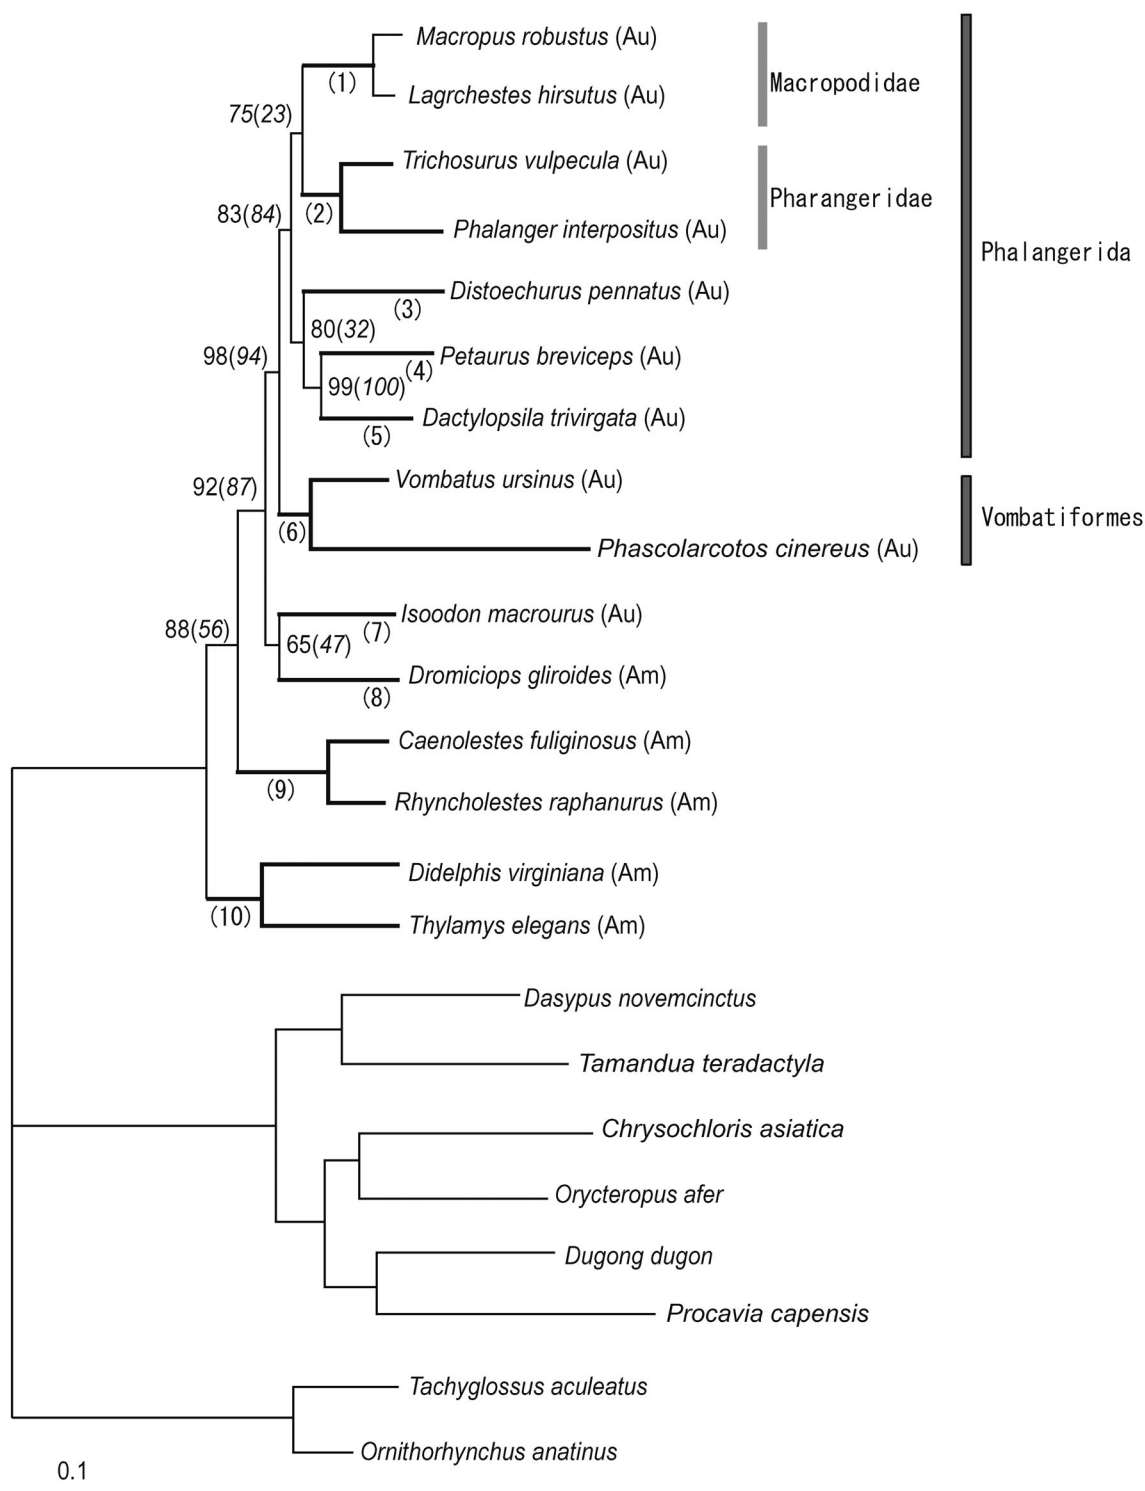 Macropus robustus (Au)
(1)
Macropodidae
Lagrchestes hirsutus (Au)
75(23)
Trichosurus vulpecula (Au)
Pharangeridae
(2)
83(84)
Phalanger interpositus (Au)
Phalangerida
Distoechurus pennatus (Au)
(3)
80(32)
98(94)
Petaurus breviceps (Au)
(4)
99(100)
Dactylopsila trivirgata (Au)
(5)
Vombatus ursinus (Au)
92(87)
Vombatiformes
(6)
Phascolarcotos cinereus (Au)
Isoodon macrourus (Au)
88(56)
(7)
65(47)
Dromiciops gliroides (Am)
(8)
Caenolestes fuliginosus (Am)
(9)
Rhyncholestes raphanurus (Am)
Didelphis virginiana (Am)
(10)
Thylamys elegans (Am)
Dasypus novemcinctus
Tamandua teradactyla
Chrysochloris asiatica
Orycteropus afer
Dugong dugon
Procavia capensis
Tachyglossus aculeatus
Ornithorhynchus anatinus
0.1